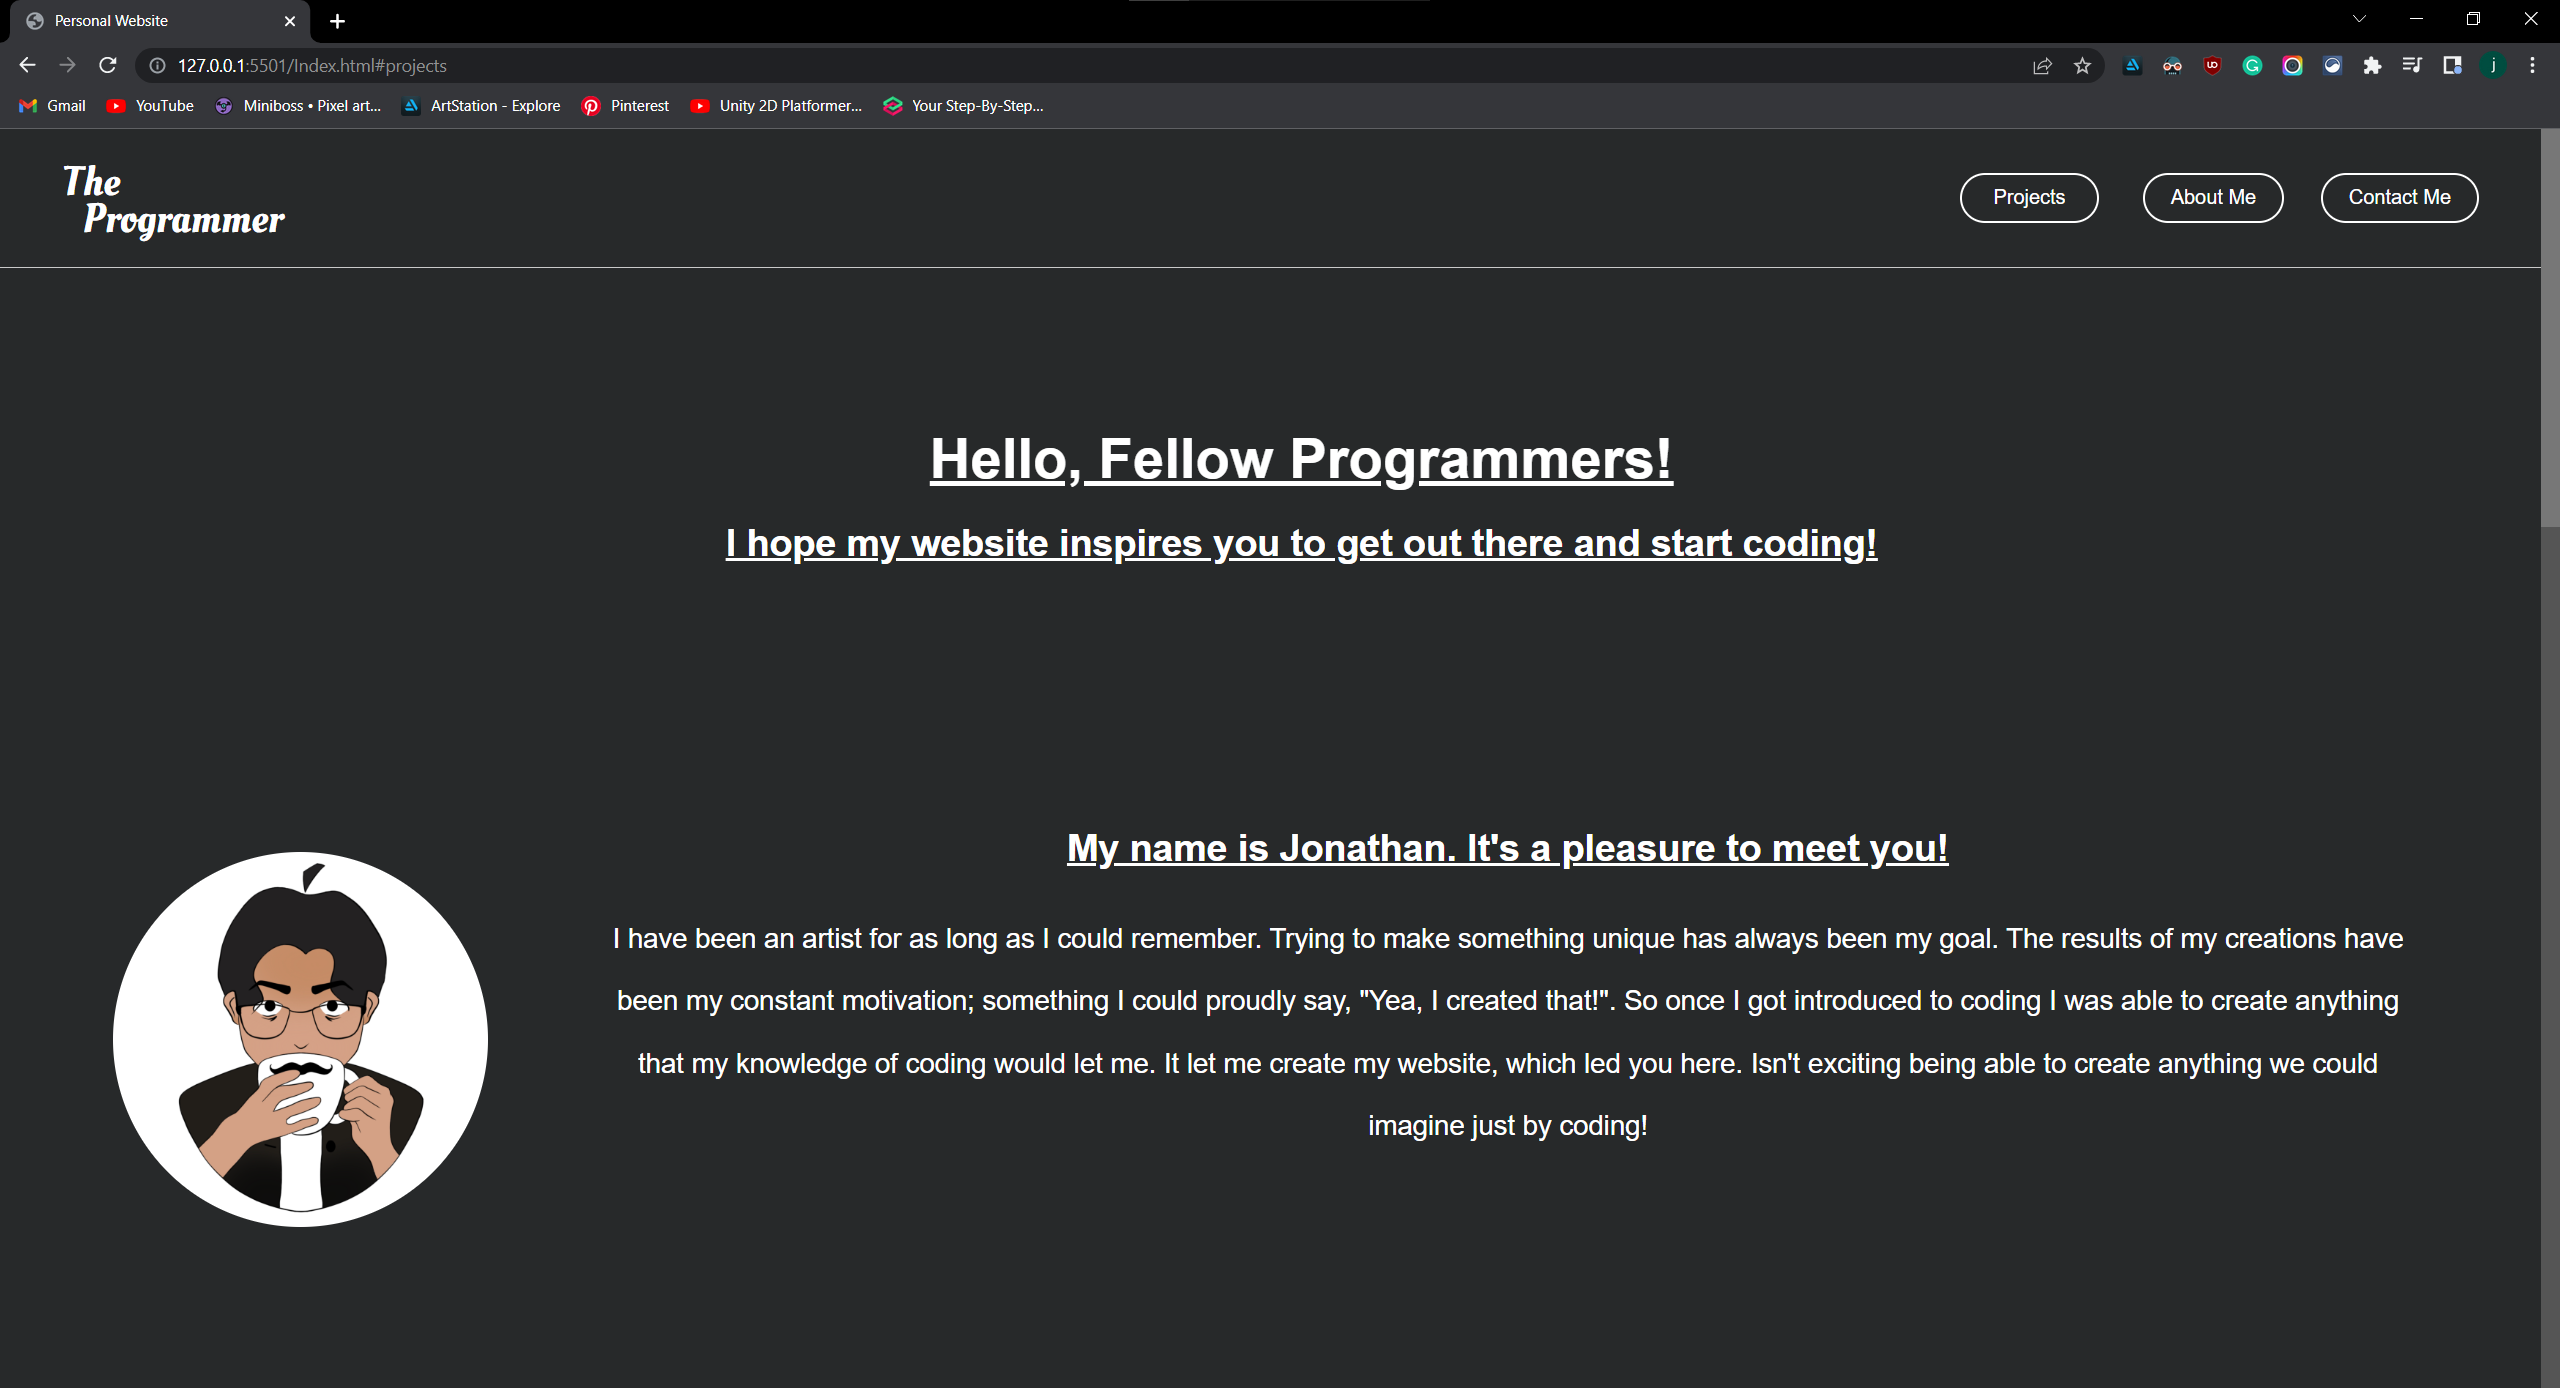 Personal Website
127.0.0.1:5501/Index.html#projects
j
Gmail
YouTube
Miniboss • Pixel art...
ArtStation - Explore
Pinterest
Unity 2D Platformer...
Your Step-By-Step...
The
Programmer
Projects
About Me
Contact Me
Hello, Fellow Programmers!
I hope my website inspires you to get out there and start coding!
My name is Jonathan. It's a pleasure to meet you!
I have been an artist for as long as I could remember. Trying to make something unique has always been my goal. The results of my creations have
been my constant motivation; something I could proudly say, "Yea, I created that!". So once I got introduced to coding I was able to create anything
that my knowledge of coding would let me. It let me create my website, which led you here. Isn't exciting being able to create anything we could
imagine just by coding!